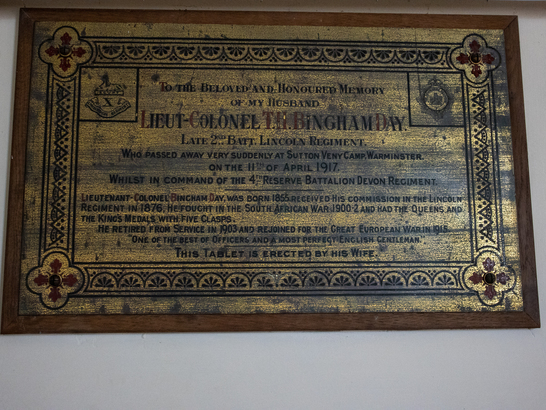 To the Beloved and Honoured Memory
of my Husband
Lieut-Colonel T.R. Bingham Day.
Late 2nd Batt. Lincoln Regiment.
Who passed away very suddenly at Sutton Veny Camp, Warminster.
on the 11th of April 1917
Whilst in command of the 4th Reserve Battalion Devon Regiment.
Lieutenant-Colonel Bingham Day, was born 1855 received his commission in the Lincoln
Regiment in 1876, he fought in the South African War 1900-2 and had the Queens and
the Kings Medals with five clasps.
He retired from service in 1903 and rejoined for the Great European War in 1915
"One of the best of Officers and a most perfect English Gentleman."
This Tablet is erected by his Wife.